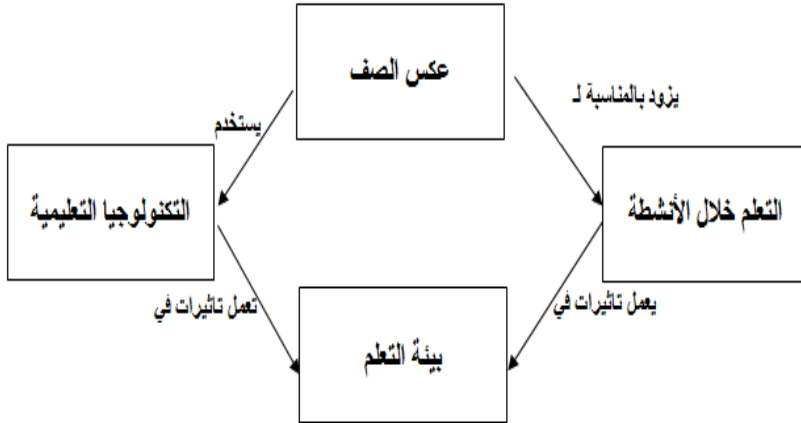 عكس الصف
يزود بالمناسبة لـ
يستخدم
التعلم خلال الأنشطة
التكنولوجيا التعليمية
يعمل تاثيرات في
تعمل تاثيرات في
بيئة التعلم